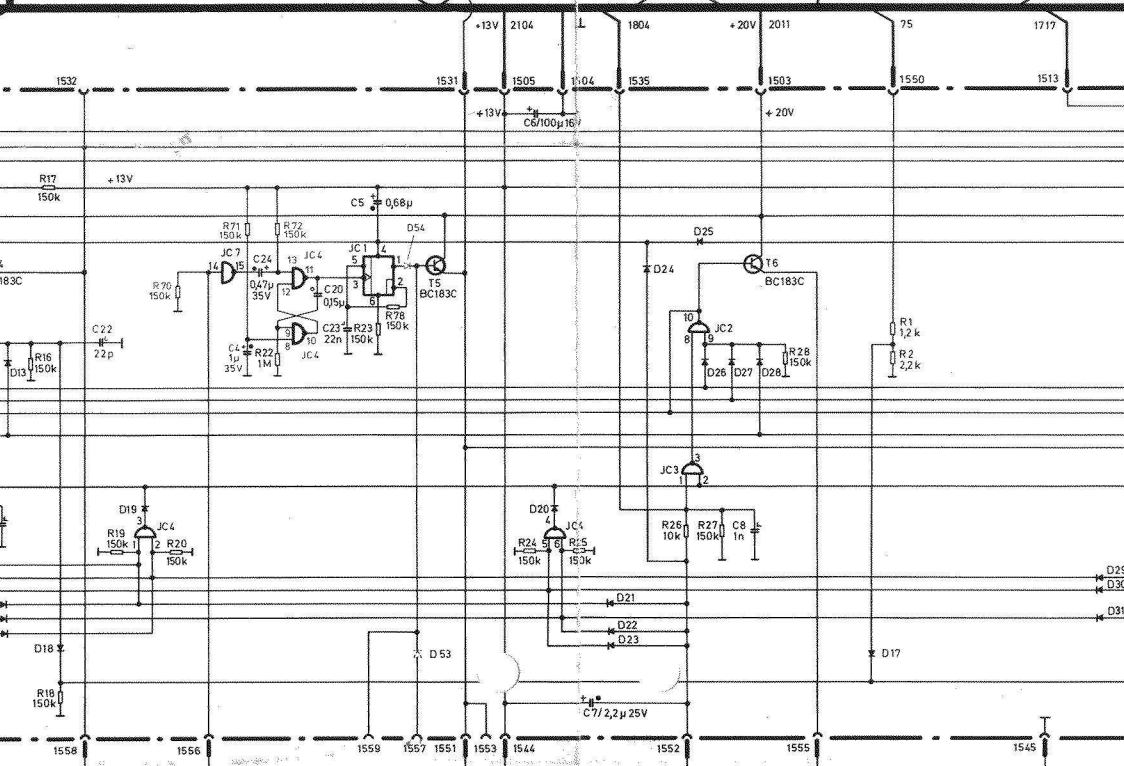 +13V 2104 1804 +20V 2011 75 1717
1532 1531 1505 1504 1535 1503 1550 1513
+13V C6/100µ16V +20V
R17 +13V
150k
C5 0,68µ
R71 R72 D54
150k 150k
D25
JC7 C24 13 JC4 JC1 4
14 15 11 5 1
0,47µ 12 3 2
35V 6
R70
150k
C20
0,15µ
T5
BC183C
D24
T6
BC183C
183C
C22
22p
D13 R16
150k
C4
1µ
35V
R22
1M
9
8
10
JC4
C23
22n
R23
150k
R78
150k
10
JC2
8 9
D26 D27 D28
R28
150k
R1
1,2k
R2
2,2k
3
JC3
1 2
D19
3
JC4
R19
150k
1 2
R20
150k
D20
4
JC4
R24
150k
5 6
R25
150k
R26
10k
R27
150k
C8
1n
D29
D30
D31
D21
D22
D23
D18
D53
D17
R18
150k
C7/2,2µ25V
1558 1556 1559 1557 1551 1553 1544 1552 1555 1545